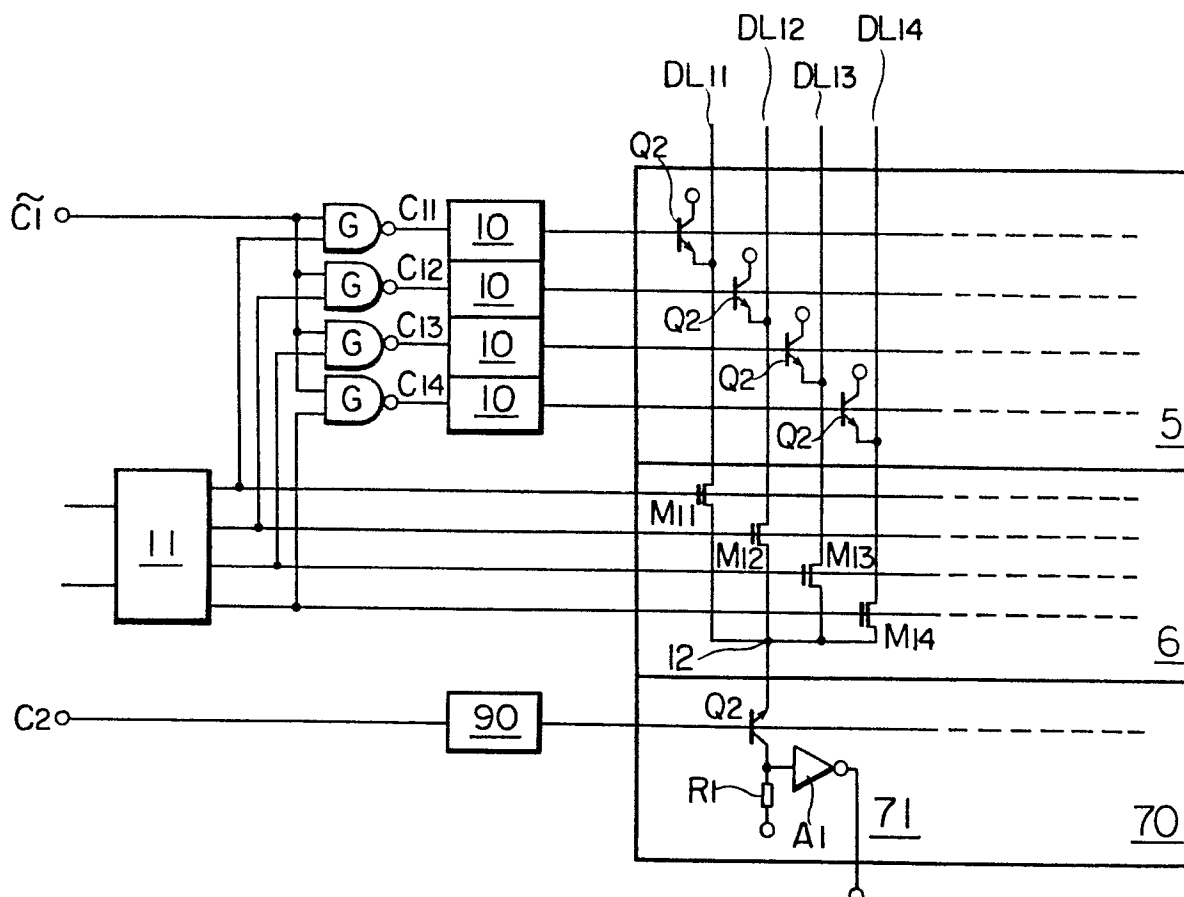 DL12 DL14
DL11 DL13
Q2
C̃1
G C11 10
G C12 10
Q2
G C13 10
Q2
G C14 10
Q2
5
M11
11 M12 M13
12 M14 6
C2 90 Q2
R1 A1 71 70